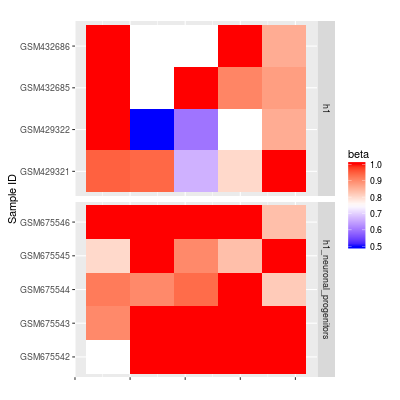 GSM432686
GSM432685
GSM429322
GSM429321
GSM675546
GSM675545
GSM675544
GSM675543
GSM675542
Sample ID
h1
h1_neuronal_progenitors
beta
1.0
0.9
0.8
0.7
0.6
0.5